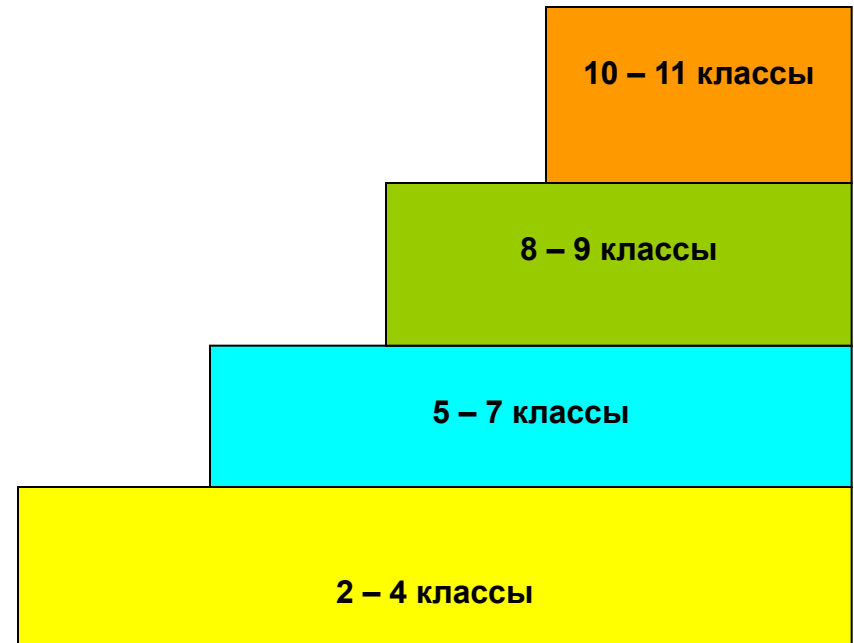 10 – 11 классы
8 – 9 классы
5 – 7 классы
2 – 4 классы